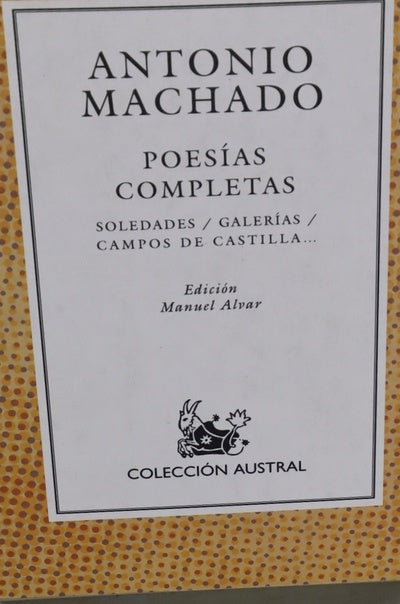 ANTONIO
MACHADO
POESÍAS
COMPLETAS
SOLEDADES / GALERÍAS /
CAMPOS DE CASTILLA...
Edición
Manuel Alvar
COLECCIÓN AUSTRAL